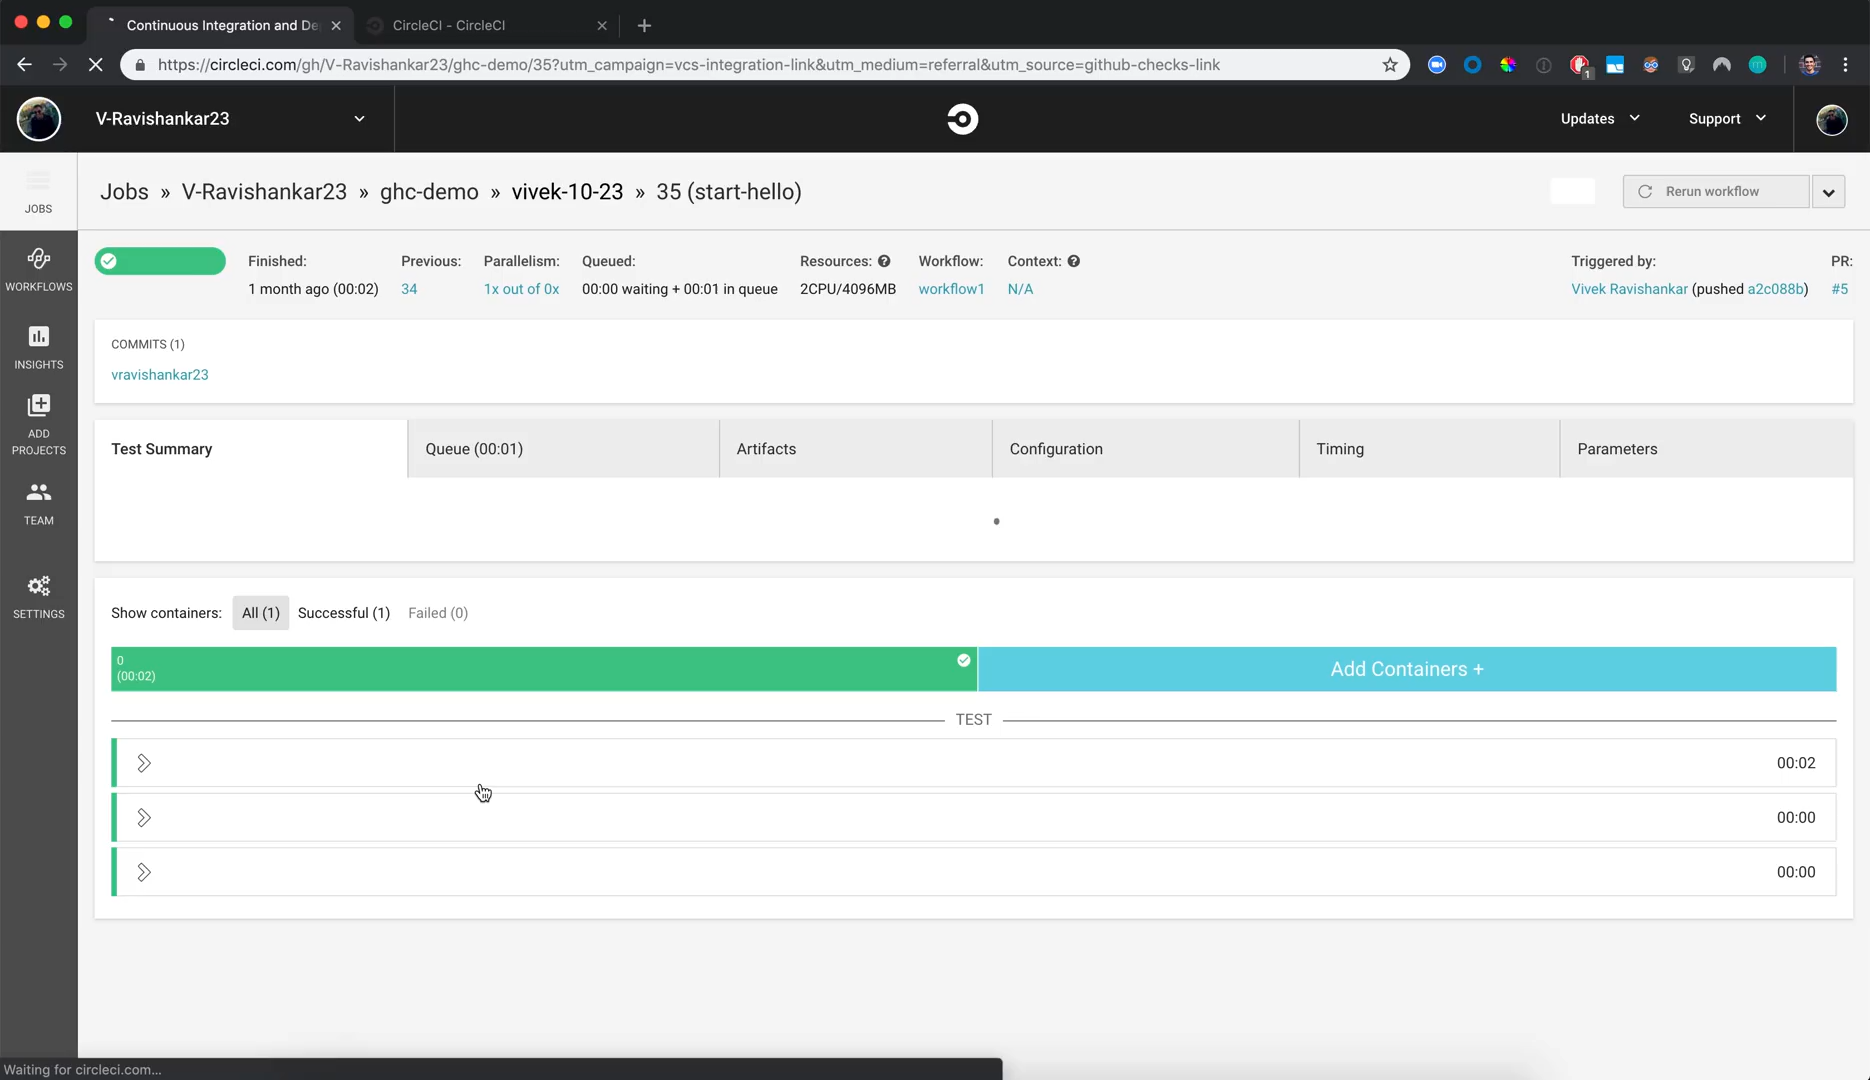 Continuous Integration and De
CircleCI - CircleCI
https://circleci.com/gh/V-Ravishankar23/ghc-demo/35?utm_campaign=vcs-integration-link&utm_medium=referral&utm_source=github-checks-link
1
V-Ravishankar23
Updates
Support
JOBS
WORKFLOWS
INSIGHTS
ADD
PROJECTS
TEAM
SETTINGS
Jobs » V-Ravishankar23 » ghc-demo » vivek-10-23 » 35 (start-hello)
Rerun workflow
Finished:
1 month ago (00:02)
Previous:
34
Parallelism:
1x out of 0x
Queued:
00:00 waiting + 00:01 in queue
Resources:
2CPU/4096MB
Workflow:
workflow1
Context:
N/A
Triggered by:
Vivek Ravishankar (pushed a2c088b)
PR:
#5
COMMITS (1)
vravishankar23
Test Summary
Queue (00:01)
Artifacts
Configuration
Timing
Parameters
Show containers: All (1) Successful (1) Failed (0)
0
(00:02)
Add Containers +
TEST
00:02
00:00
00:00
Waiting for circleci.com...